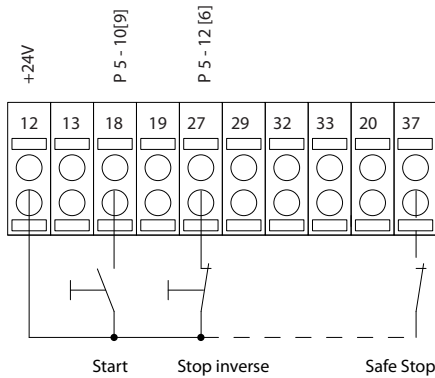 +24V
P 5 - 10[9]
P 5 - 12 [6]
12 13 18 19 27 29 32 33 20 37
Start Stop inverse Safe Stop